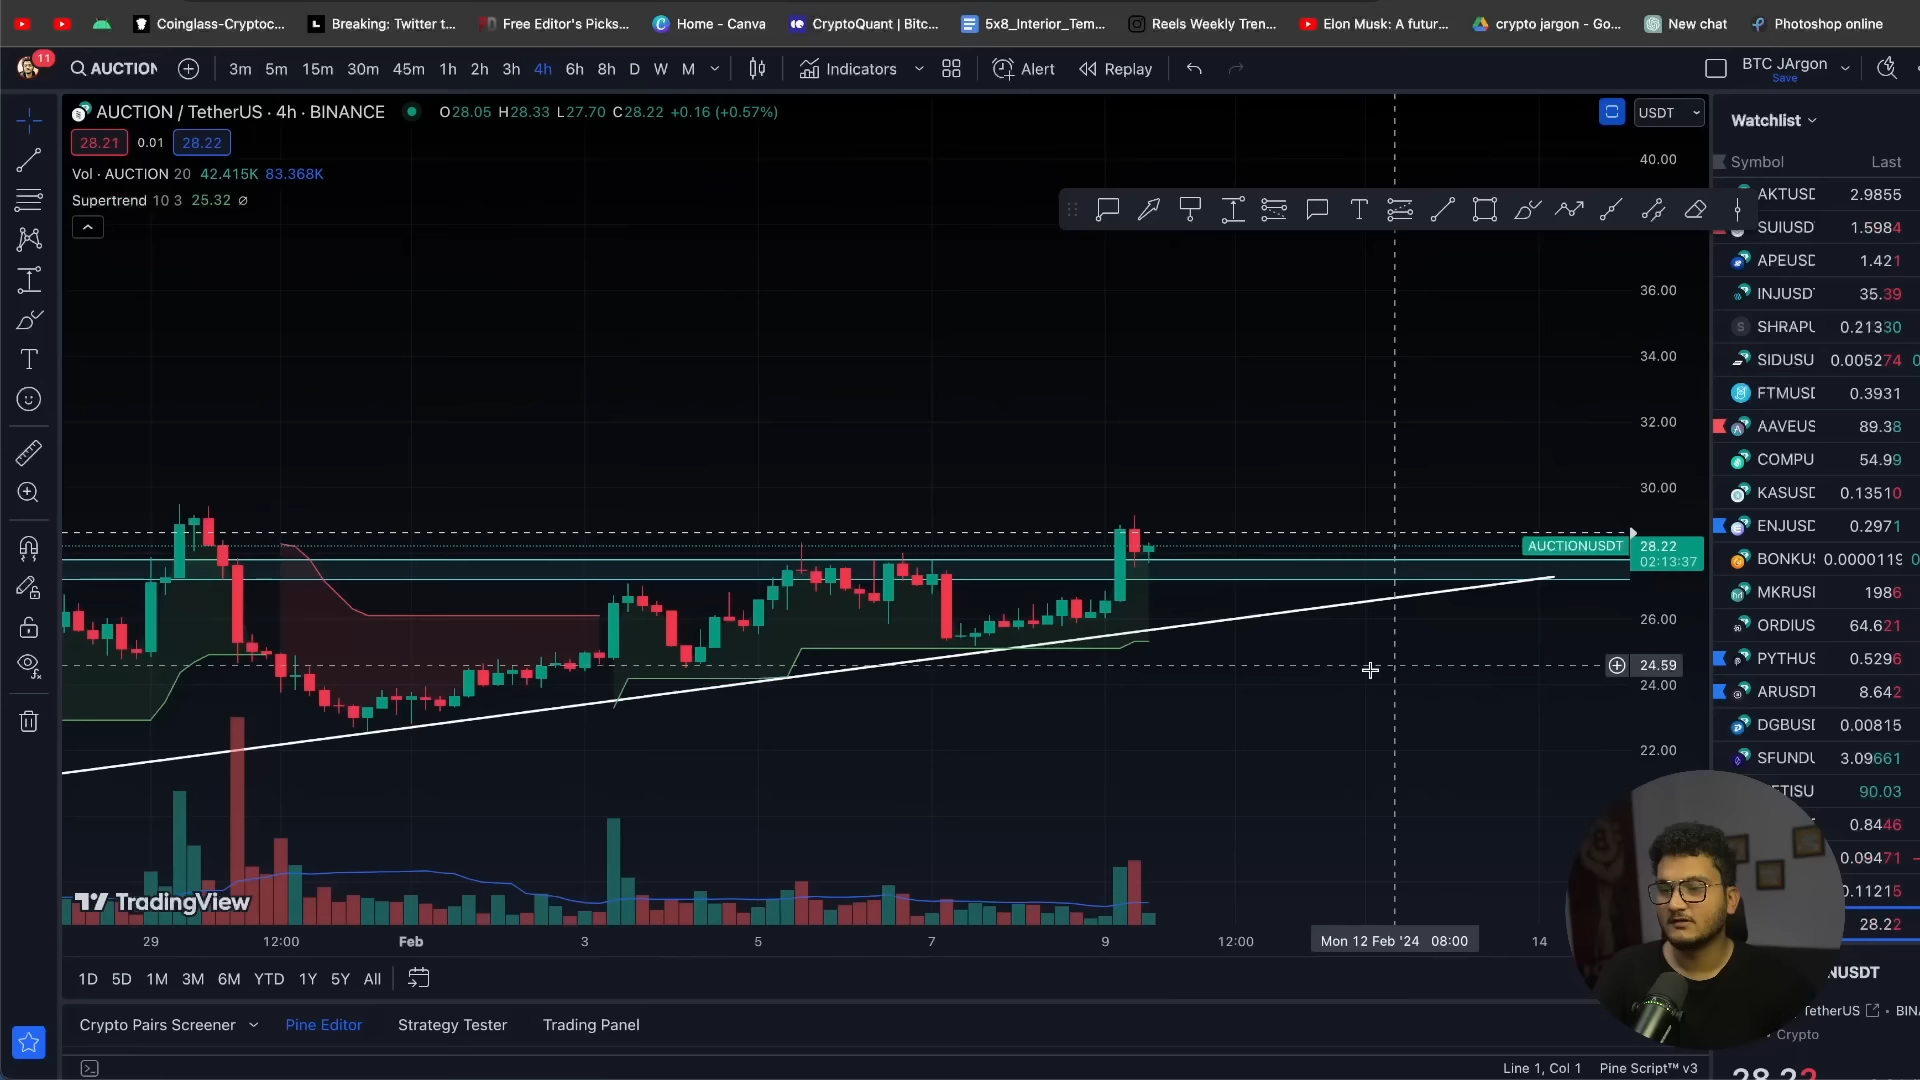 Coinglass-Cryptoc...
Breaking: Twitter t...
Free Editor's Picks...
Home - Canva
CryptoQuant | Bitc...
5x8_Interior_Tem...
Reels Weekly Tren...
Elon Musk: A futur...
crypto jargon - Go...
New chat
Photoshop online
11
AUCTION
3m 5m 15m 30m 45m 1h 2h 3h 4h 6h 8h D W M
Indicators
Alert
Replay
BTC JArgon
Save
AUCTION / TetherUS · 4h · BINANCE
O28.05 H28.33 L27.70 C28.22 +0.16 (+0.57%)
USDT
28.21 0.01 28.22
Vol · AUCTION 20 42.415K 83.368K
Supertrend 10 3 25.32 ∅
40.00
36.00
34.00
32.00
30.00
AUCTIONUSDT 28.22
02:13:37
26.00
24.59
24.00
22.00
TradingView
29 12:00 Feb 3 5 7 9 12:00 Mon 12 Feb '24 08:00 14
1D 5D 1M 3M 6M YTD 1Y 5Y All
Crypto Pairs Screener
Pine Editor
Strategy Tester
Trading Panel
Line 1, Col 1 Pine Script™ v3
Watchlist
Symbol Last
AKTUSD 2.9855
SUIUSD 1.5984
APEUSD 1.421
INJUSD 35.39
SHRAPU 0.21330
SIDUSU 0.005274
FTMUSD 0.3931
AAVEUS 89.38
COMPU 54.99
KASUSD 0.13510
ENJUSD 0.2971
BONKU 0.0000119
MKRUSI 1986
ORDIUS 64.621
PYTHUS 0.5296
ARUSDT 8.642
DGBUSI 0.00815
SFUNDU 3.09661
TISU 90.03
0.8446
0.09471
0.11215
28.22
NUSDT
TetherUS
BIN
Crypto
28.22